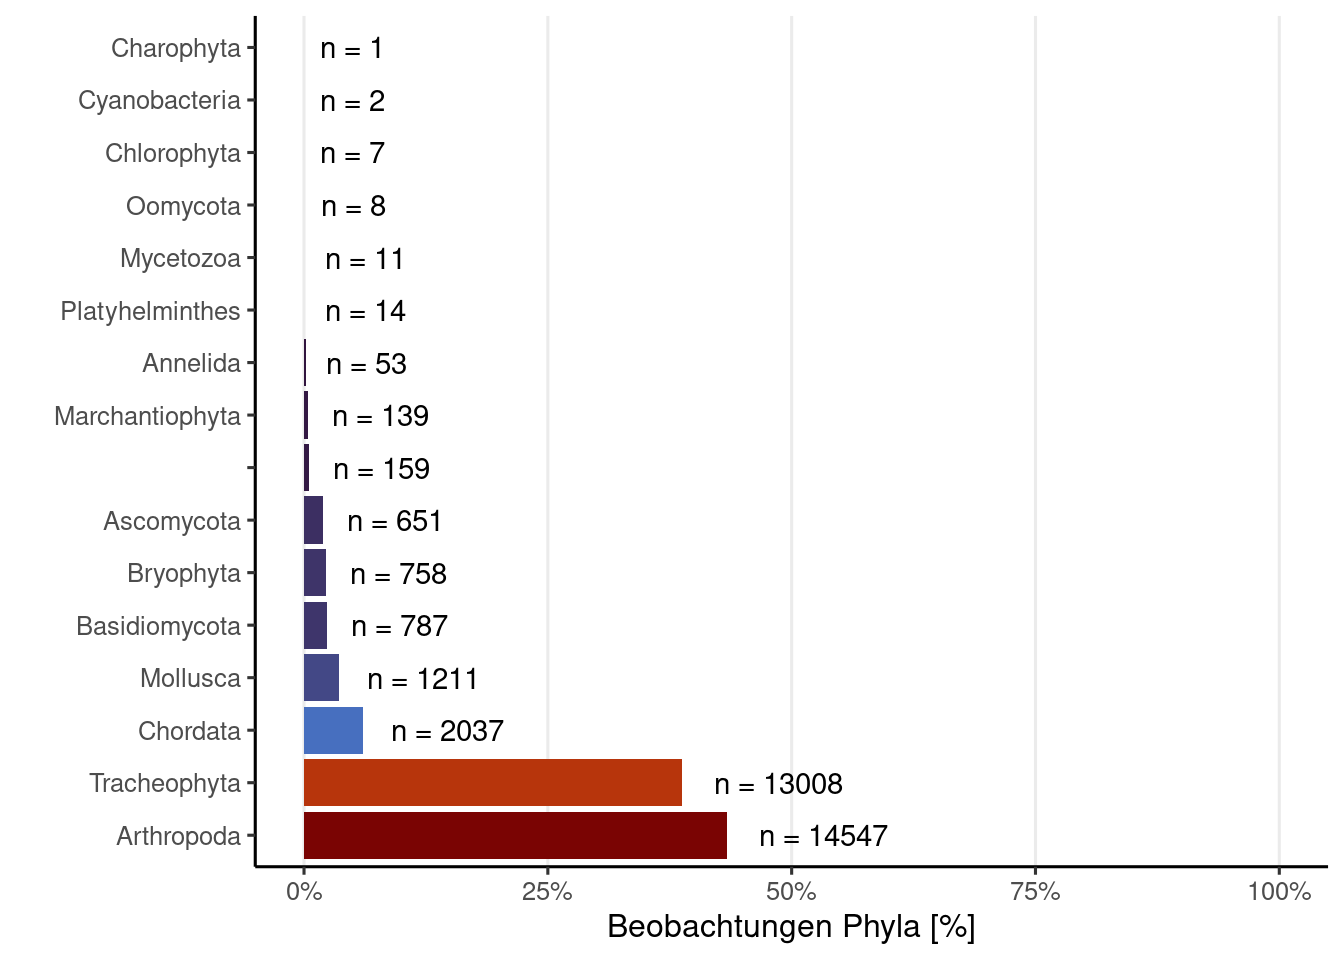 Charophyta n = 1
Cyanobacteria n = 2
Chlorophyta n = 7
Oomycota n = 8
Mycetozoa n = 11
Platyhelminthes n = 14
Annelida n = 53
Marchantiophyta n = 139
n = 159
Ascomycota n = 651
Bryophyta n = 758
Basidiomycota n = 787
Mollusca n = 1211
Chordata n = 2037
Tracheophyta n = 13008
Arthropoda n = 14547
0% 25% 50% 75% 100%
Beobachtungen Phyla [%]